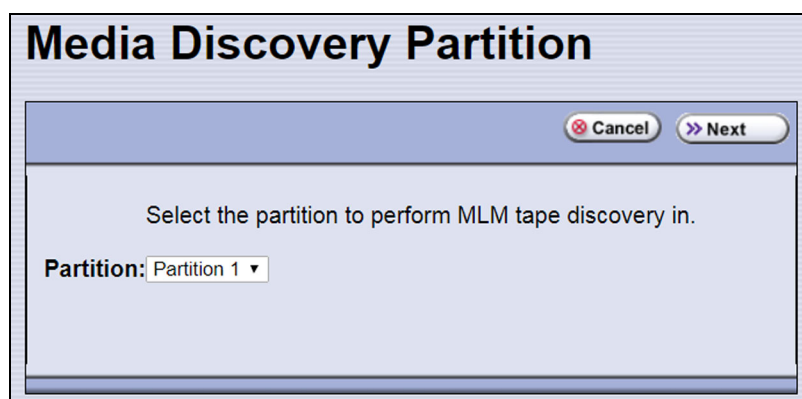 Media Discovery Partition
Cancel
Next
Select the partition to perform MLM tape discovery in.
Partition: Partition 1